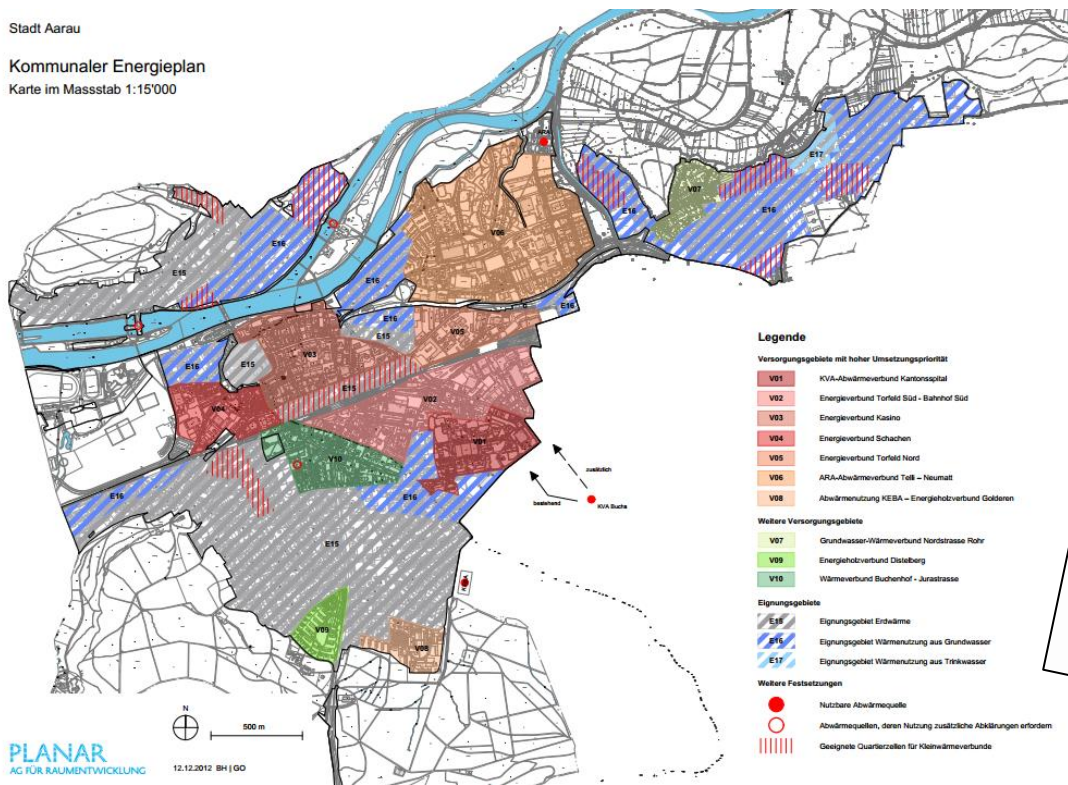 Stadt Aarau
Kommunaler Energieplan
Karte im Massstab 1:15'000
ARA
E17
V07
E16
E16
V06
E16
E15
E16
E16
E16
E15
V05
V03
E15
E16
E15
V02
V04
V01
V10
zusätzlich
bestehend
KVA Buchs
E16
E16
E15
V09
V08
Legende
Versorgungsgebiete mit hoher Umsetzungspriorität
V01 KVA-Abwärmeverbund Kantonsspital
V02 Energieverbund Torfeld Süd - Bahnhof Süd
V03 Energieverbund Kasino
V04 Energieverbund Schachen
V05 Energieverbund Torfeld Nord
V06 ARA-Abwärmeverbund Telli – Neumatt
V08 Abwärmenutzung KEBA – Energieholzverbund Golderen
Weitere Versorgungsgebiete
V07 Grundwasser-Wärmeverbund Nordstrasse Rohr
V09 Energieholzverbund Distelberg
V10 Wärmeverbund Buchenhof - Jurastrasse
Eignungsgebiete
E15 Eignungsgebiet Erdwärme
E16 Eignungsgebiet Wärmenutzung aus Grundwasser
E17 Eignungsgebiet Wärmenutzung aus Trinkwasser
Weitere Festsetzungen
Nutzbare Abwärmequelle
Abwärmequellen, deren Nutzung zusätzliche Abklärungen erfordern
Geeignete Quartierzellen für Kleinwärmeverbunde
N
500 m
PLANAR
AG FÜR RAUMENTWICKLUNG
12.12.2012 BH | GO